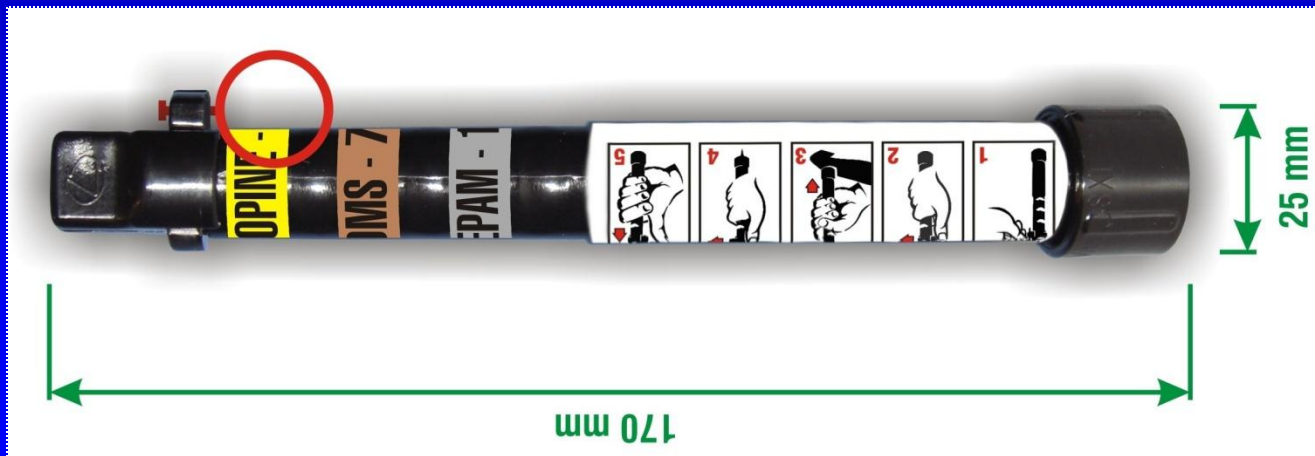 OPINE -
DMS - 7
EPAM - 1
1 2 3 4 5
25 mm
170 mm